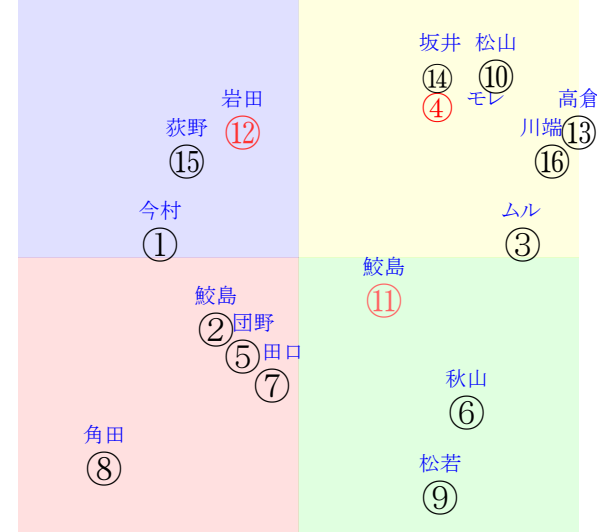 坂井 松山
⑭ ⑩
岩田 モレ 高倉
④
荻野 ⑫ 川端 ⑬
⑮ ⑯
今村 ムル
① ③
鮫島
鮫島 ⑪
② 団野
⑤ 田口
⑦ 秋山
⑥
角田 松若
⑧ ⑨